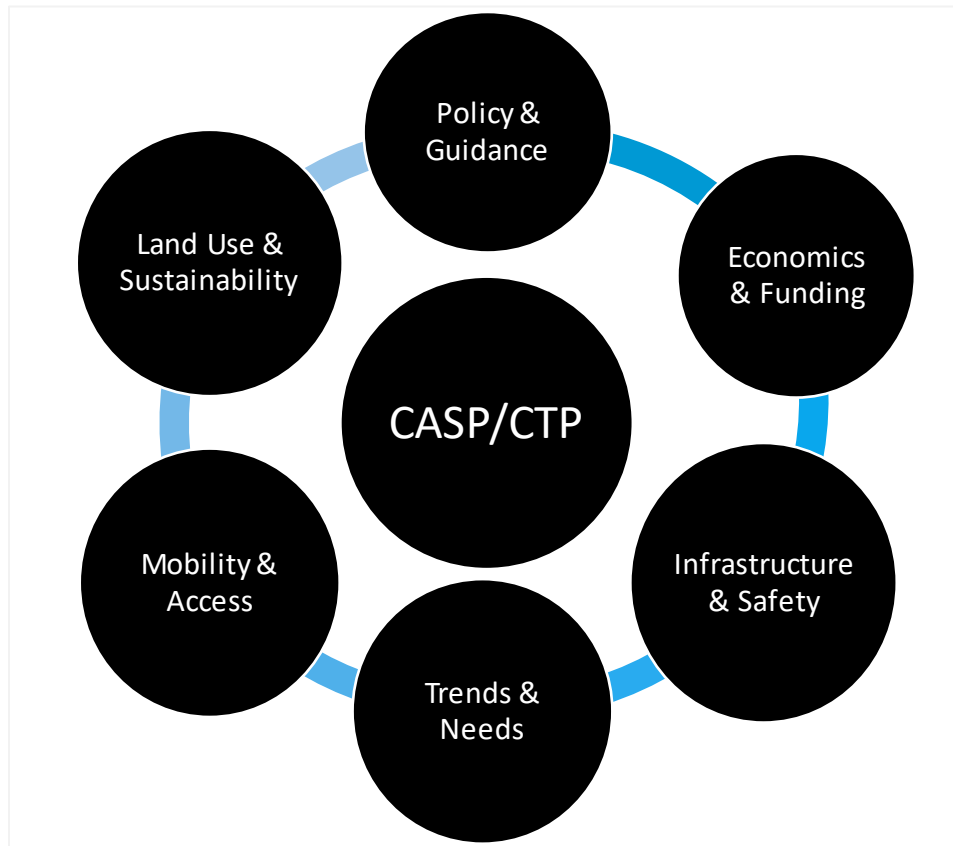 Policy &
Guidance
Economics
& Funding
Infrastructure
& Safety
Trends &
Needs
Mobility &
Access
Land Use &
Sustainability
CASP/CTP